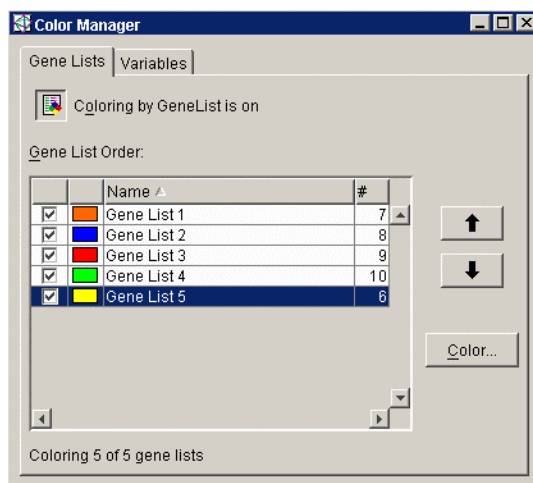 Color Manager
Gene Lists Variables
Coloring by GeneList is on
Gene List Order:
Name #
Gene List 1 7
Gene List 2 8
Gene List 3 9
Gene List 4 10
Gene List 5 6
Color...
Coloring 5 of 5 gene lists